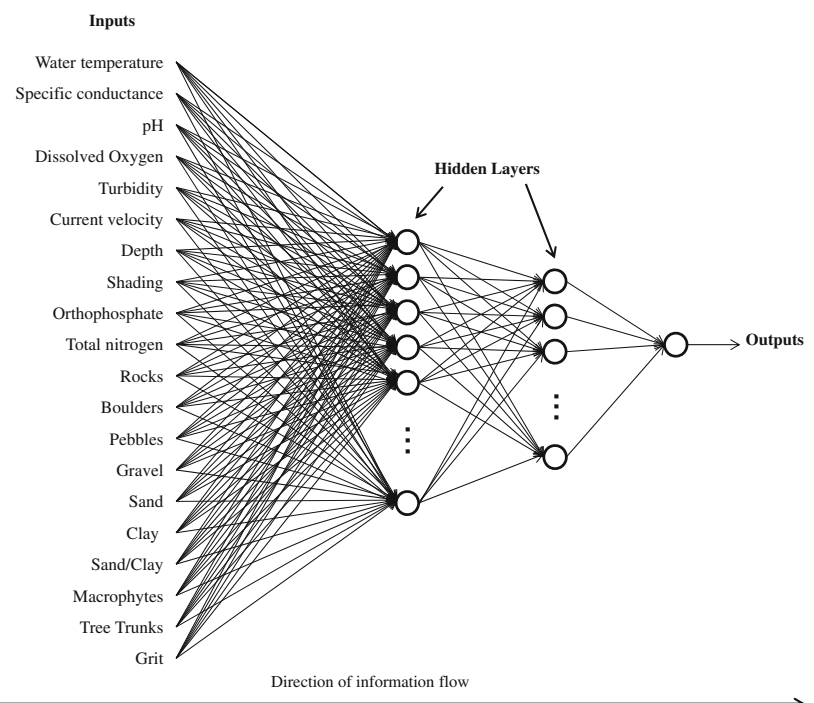 Inputs
Water temperature
Specific conductance
pH
Dissolved Oxygen
Turbidity
Current velocity
Depth
Shading
Orthophosphate
Total nitrogen
Rocks
Boulders
Pebbles
Gravel
Sand
Clay
Sand/Clay
Macrophytes
Tree Trunks
Grit
Hidden Layers
Outputs
Direction of information flow